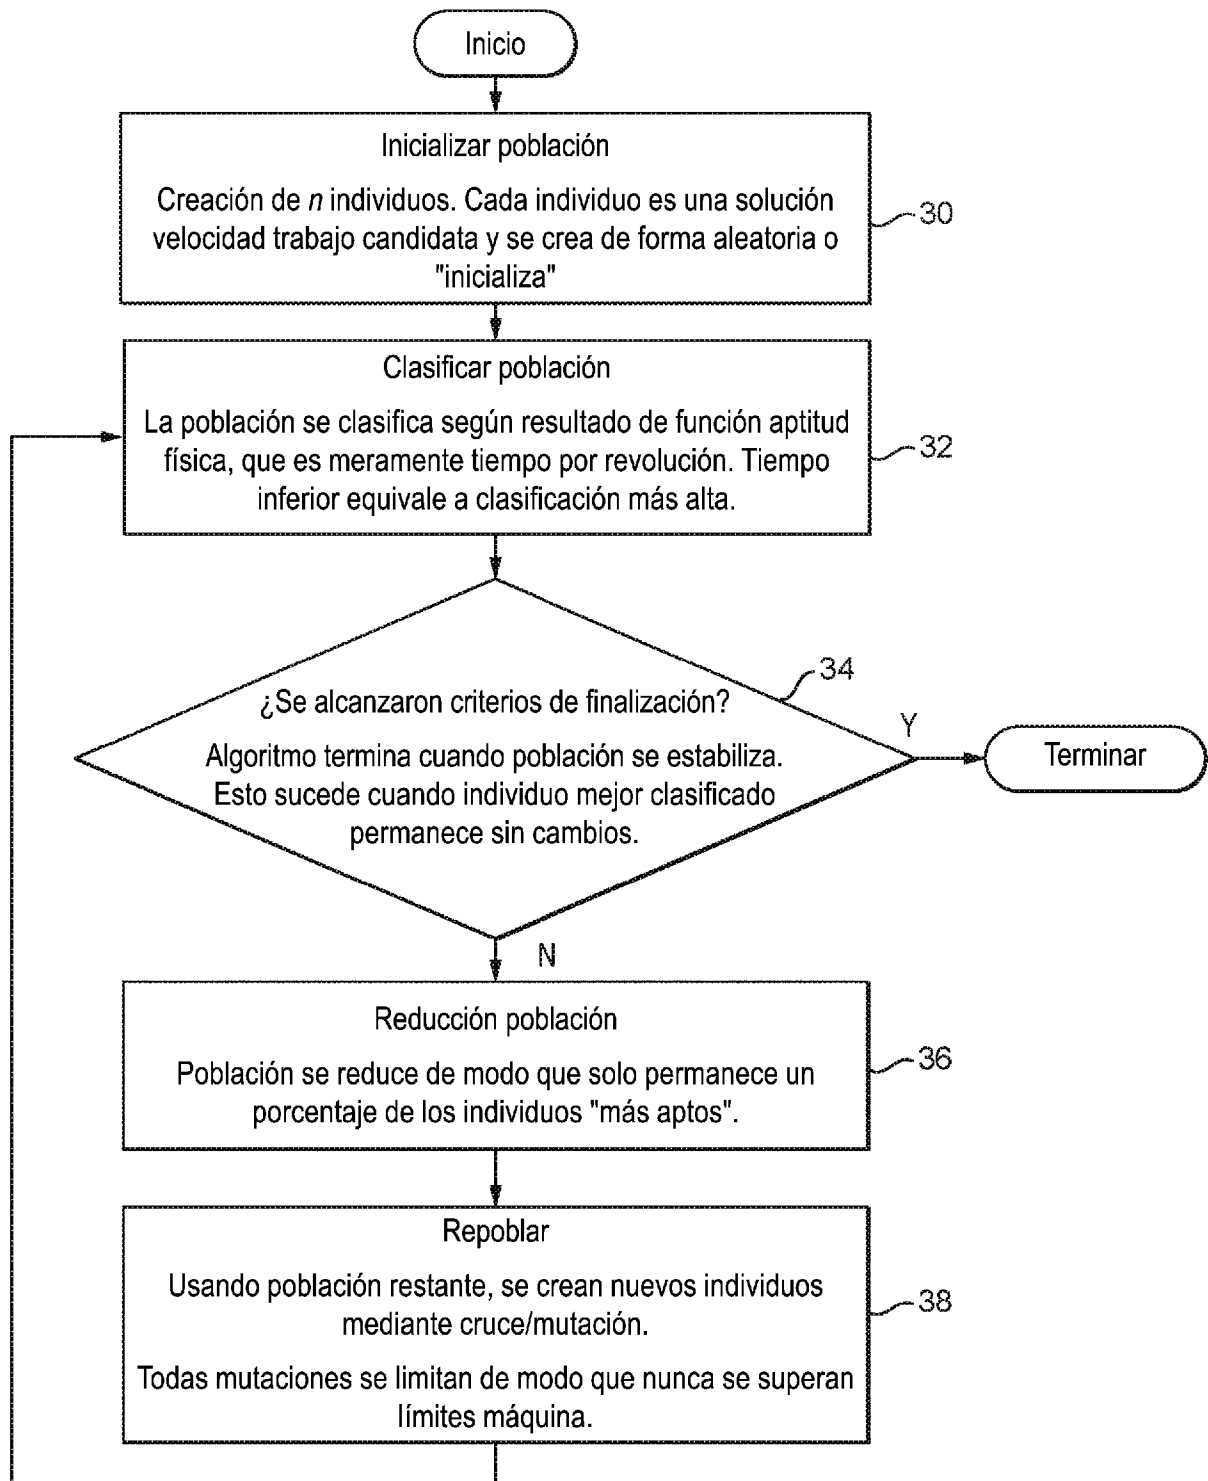 Inicio
Inicializar población
Creación de n individuos. Cada individuo es una solución
velocidad trabajo candidata y se crea de forma aleatoria o
"inicializa"
30
Clasificar población
La población se clasifica según resultado de función aptitud
física, que es meramente tiempo por revolución. Tiempo
inferior equivale a clasificación más alta.
32
34
¿Se alcanzaron criterios de finalización?
Algoritmo termina cuando población se estabiliza.
Esto sucede cuando individuo mejor clasificado
permanece sin cambios.
Y
Terminar
N
Reducción población
Población se reduce de modo que solo permanece un
porcentaje de los individuos "más aptos".
36
Repoblar
Usando población restante, se crean nuevos individuos
mediante cruce/mutación.
Todas mutaciones se limitan de modo que nunca se superan
límites máquina.
38